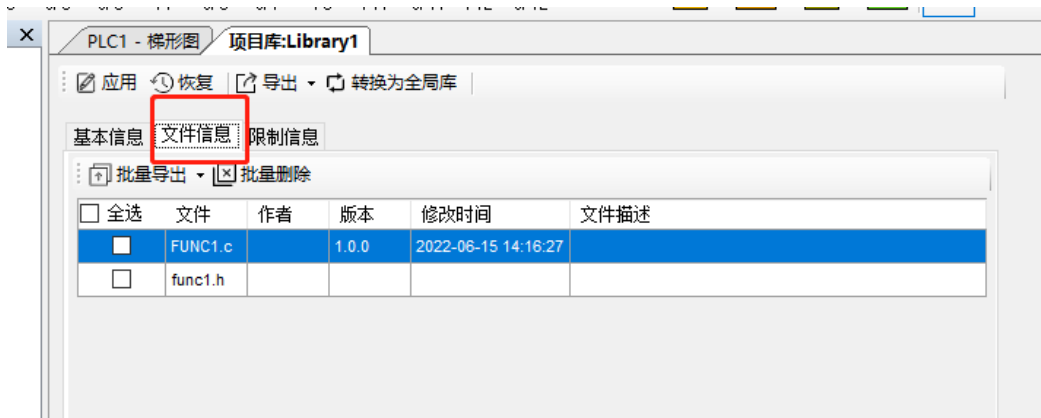 PLC1 - 梯形图 项目库:Library1
应用 恢复 导出 转换为全局库
基本信息 文件信息 限制信息
批量导出 批量删除
全选 文件 作者 版本 修改时间 文件描述
FUNC1.c 1.0.0 2022-06-15 14:16:27
func1.h